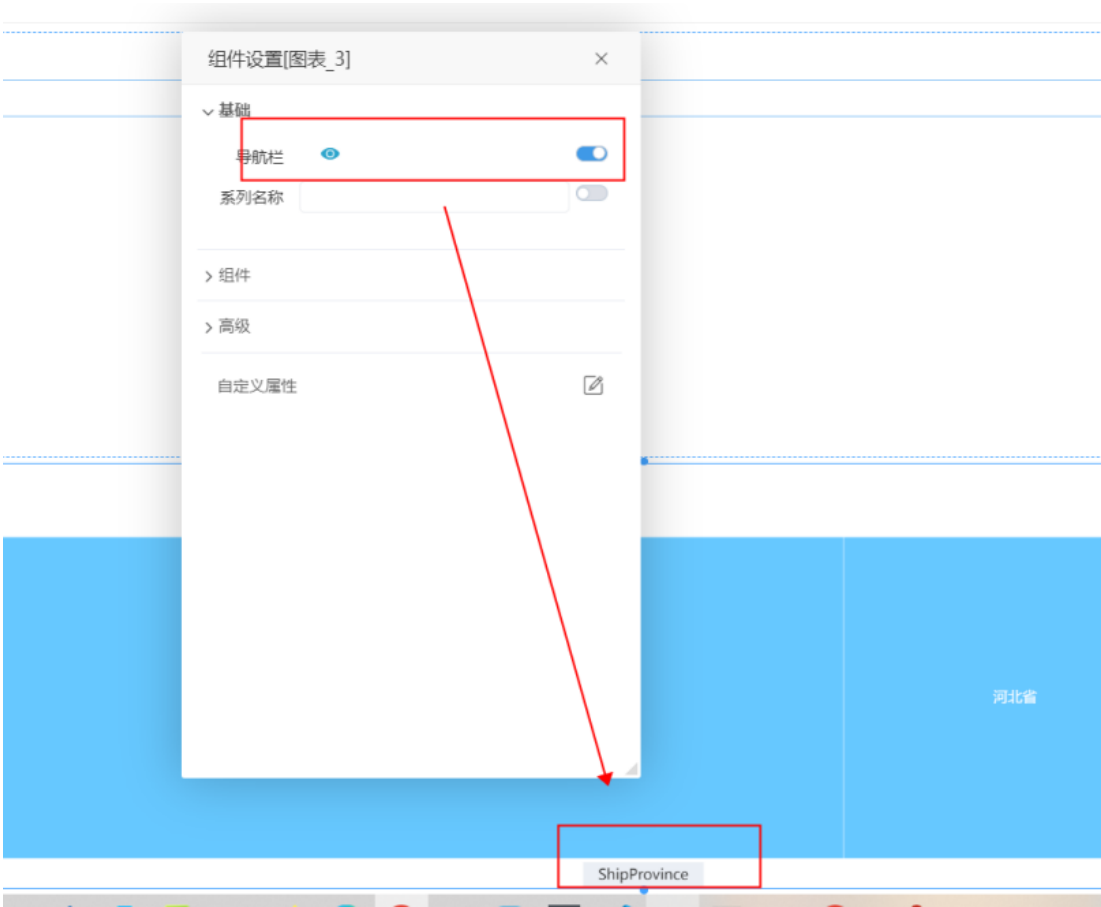 组件设置[图表_3]
基础
导航栏
系列名称
组件
高级
自定义属性
河北省
ShipProvince